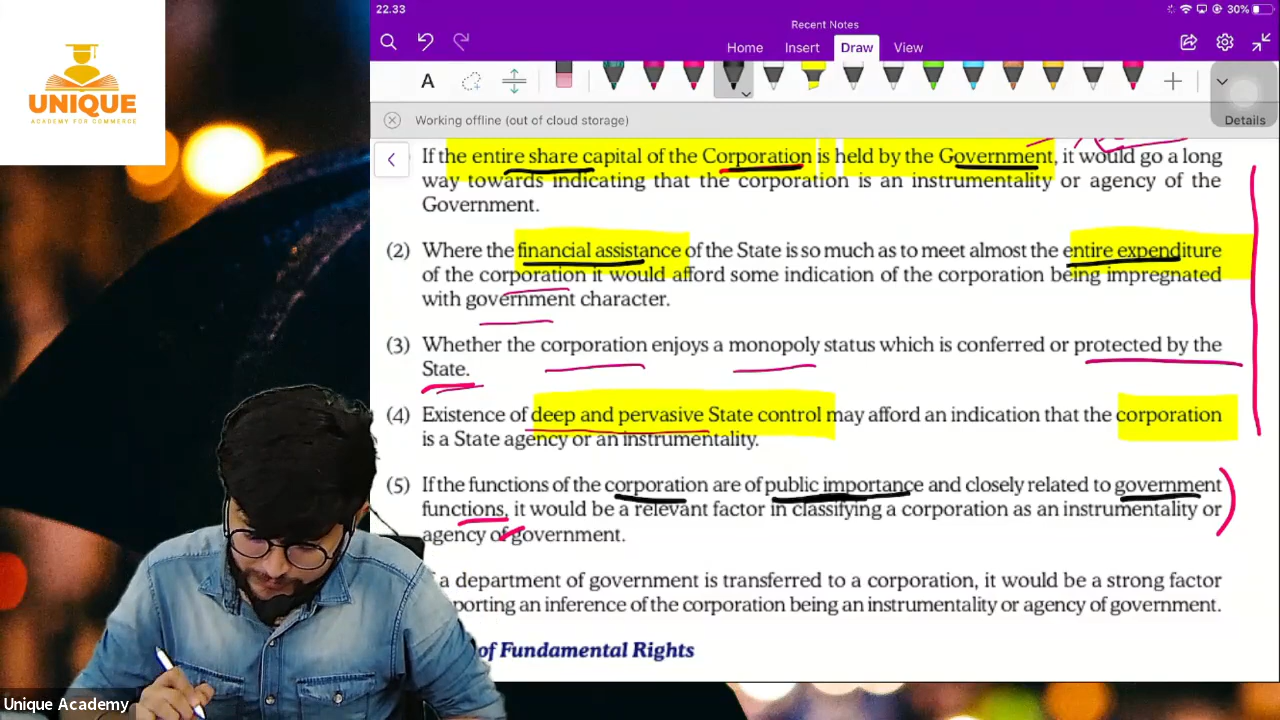 UNIQUE
ACADEMY FOR COMMERCE
22.33
30%
Recent Notes
Home Insert Draw View
A
Details
Working offline (out of cloud storage)
If the entire share capital of the Corporation is held by the Government, it would go a long
way towards indicating that the corporation is an instrumentality or agency of the
Government.
(2) Where the financial assistance of the State is so much as to meet almost the entire expenditure
of the corporation it would afford some indication of the corporation being impregnated
with government character.
(3) Whether the corporation enjoys a monopoly status which is conferred or protected by the
State.
(4) Existence of deep and pervasive State control may afford an indication that the corporation
is a State agency or an instrumentality.
(5) If the functions of the corporation are of public importance and closely related to government
functions, it would be a relevant factor in classifying a corporation as an instrumentality or
agency of government.
a department of government is transferred to a corporation, it would be a strong factor
porting an inference of the corporation being an instrumentality or agency of government.
of Fundamental Rights
Unique Academy